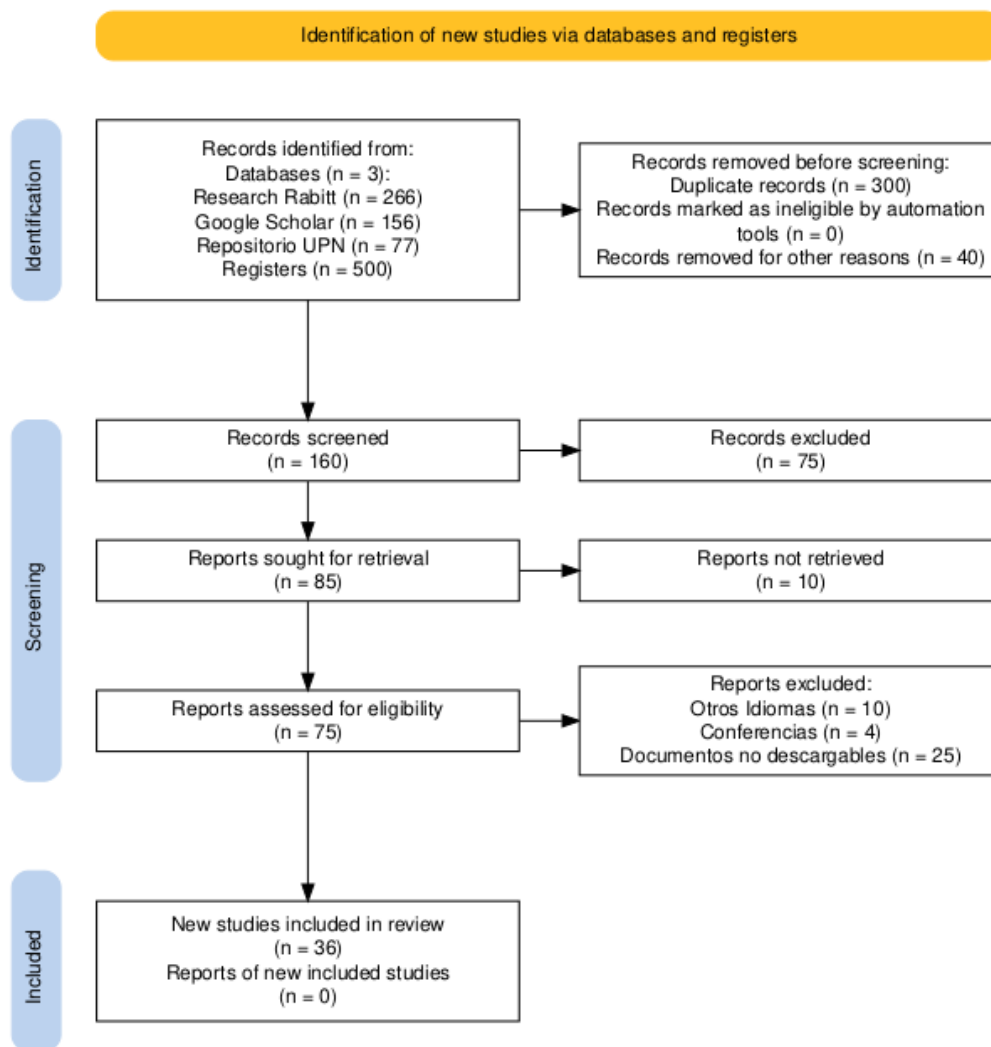 Identification of new studies via databases and registers
Identification
Records identified from:
Databases (n = 3):
Research Rabitt (n = 266)
Google Scholar (n = 156)
Repositorio UPN (n = 77)
Registers (n = 500)
Records removed before screening:
Duplicate records (n = 300)
Records marked as ineligible by automation
tools (n = 0)
Records removed for other reasons (n = 40)
Screening
Records screened
(n = 160)
Records excluded
(n = 75)
Reports sought for retrieval
(n = 85)
Reports not retrieved
(n = 10)
Reports assessed for eligibility
(n = 75)
Reports excluded:
Otros Idiomas (n = 10)
Conferencias (n = 4)
Documentos no descargables (n = 25)
Included
New studies included in review
(n = 36)
Reports of new included studies
(n = 0)